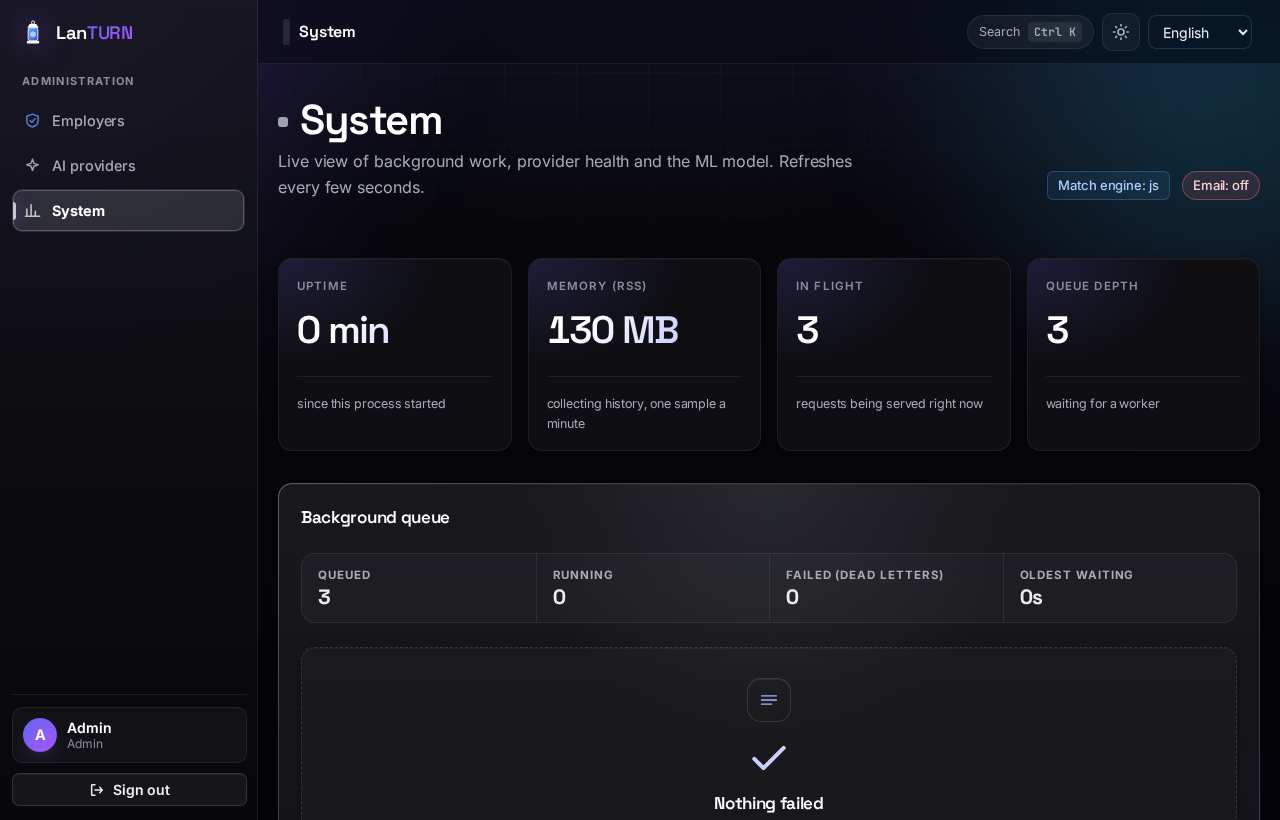 LanTURN
ADMINISTRATION
Employers
AI providers
System
A
Admin
Admin
Sign out
System
Search Ctrl K
English
System
Live view of background work, provider health and the ML model. Refreshes
every few seconds.
Match engine: js
Email: off
UPTIME
0 min
since this process started
MEMORY (RSS)
130 MB
collecting history, one sample a
minute
IN FLIGHT
3
requests being served right now
QUEUE DEPTH
3
waiting for a worker
Background queue
QUEUED
3
RUNNING
0
FAILED (DEAD LETTERS)
0
OLDEST WAITING
0s
Nothing failed